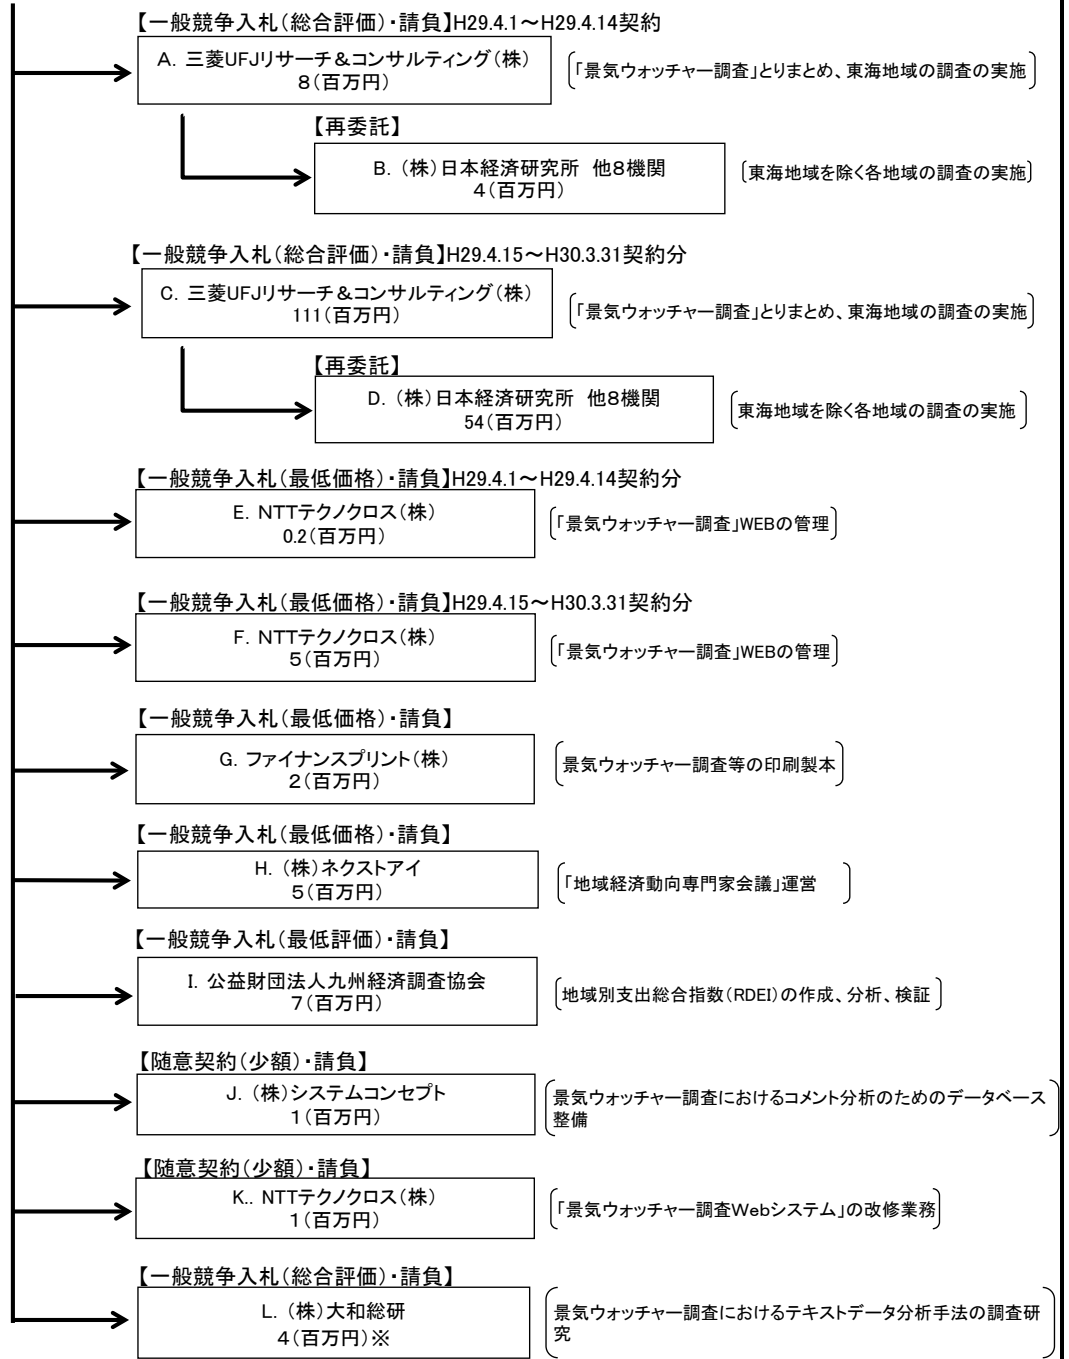 【一般競争入札（総合評価）・請負】H29.4.1～H29.4.14契約
A．三菱UFJリサーチ＆コンサルティング（株）
８（百万円）
「景気ウォッチャー調査」とりまとめ、東海地域の調査の実施
【再委託】
B．（株）日本経済研究所　他８機関
４（百万円）
東海地域を除く各地域の調査の実施
【一般競争入札（総合評価）・請負】H29.4.15～H30.3.31契約分
C．三菱UFJリサーチ＆コンサルティング（株）
111（百万円）
「景気ウォッチャー調査」とりまとめ、東海地域の調査の実施
【再委託】
D．（株）日本経済研究所　他８機関
54（百万円）
東海地域を除く各地域の調査の実施
【一般競争入札（最低価格）・請負】H29.4.1～H29.4.14契約分
E．NTTテクノクロス（株）
0.2（百万円）
「景気ウォッチャー調査」WEBの管理
【一般競争入札（最低価格）・請負】H29.4.15～H30.3.31契約分
F．NTTテクノクロス（株）
５（百万円）
「景気ウォッチャー調査」WEBの管理
【一般競争入札（最低価格）・請負】
G．ファイナンスプリント（株）
２（百万円）
景気ウォッチャー調査等の印刷製本
【一般競争入札（最低価格）・請負】
H．（株）ネクストアイ
５（百万円）
「地域経済動向専門家会議」運営
【一般競争入札（最低評価）・請負】
I．公益財団法人九州経済調査協会
７（百万円）
地域別支出総合指数（RDEI）の作成、分析、検証
【随意契約（少額）・請負】
J．（株）システムコンセプト
１（百万円）
景気ウォッチャー調査におけるコメント分析のためのデータベース
整備
【随意契約（少額）・請負】
K．．NTTテクノクロス（株）
１（百万円）
「景気ウォッチャー調査Webシステム」の改修業務
【一般競争入札（総合評価）・請負】
L．（株）大和総研
４（百万円）※
景気ウォッチャー調査におけるテキストデータ分析手法の調査研
究